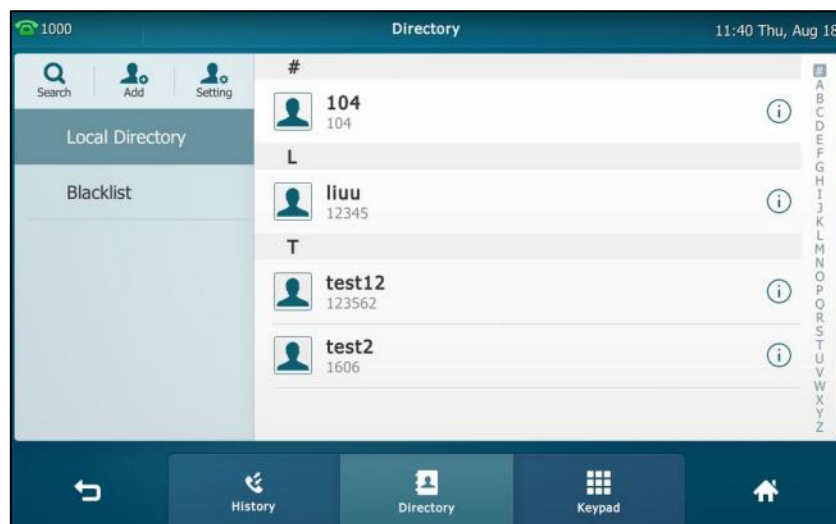 1000 Directory 11:40 Thu, Aug 18
Search Add Setting
Local Directory
Blacklist
#
104
104
L
liuu
12345
T
test12
123562
test2
1606
#
A
B
C
D
E
F
G
H
I
J
K
L
M
N
O
P
Q
R
S
T
U
V
W
X
Y
Z
History Directory Keypad